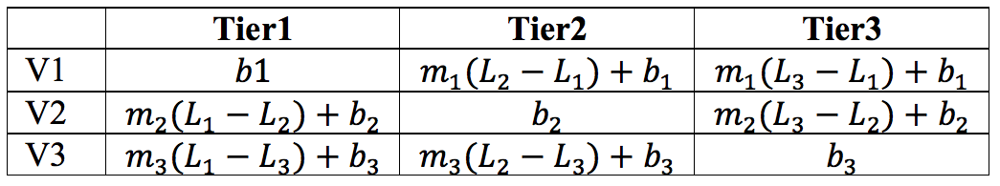 Tier1 Tier2 Tier3
V1 b1 m₁(L₂ − L₁) + b₁ m₁(L₃ − L₁) + b₁
V2 m₂(L₁ − L₂) + b₂ b₂ m₂(L₃ − L₂) + b₂
V3 m₃(L₁ − L₃) + b₃ m₃(L₂ − L₃) + b₃ b₃